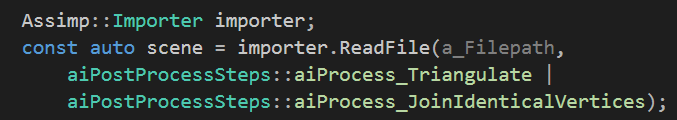 Assimp::Importer importer;
const auto scene = importer.ReadFile(a_Filepath,
aiPostProcessSteps::aiProcess_Triangulate |
aiPostProcessSteps::aiProcess_JoinIdenticalVertices);